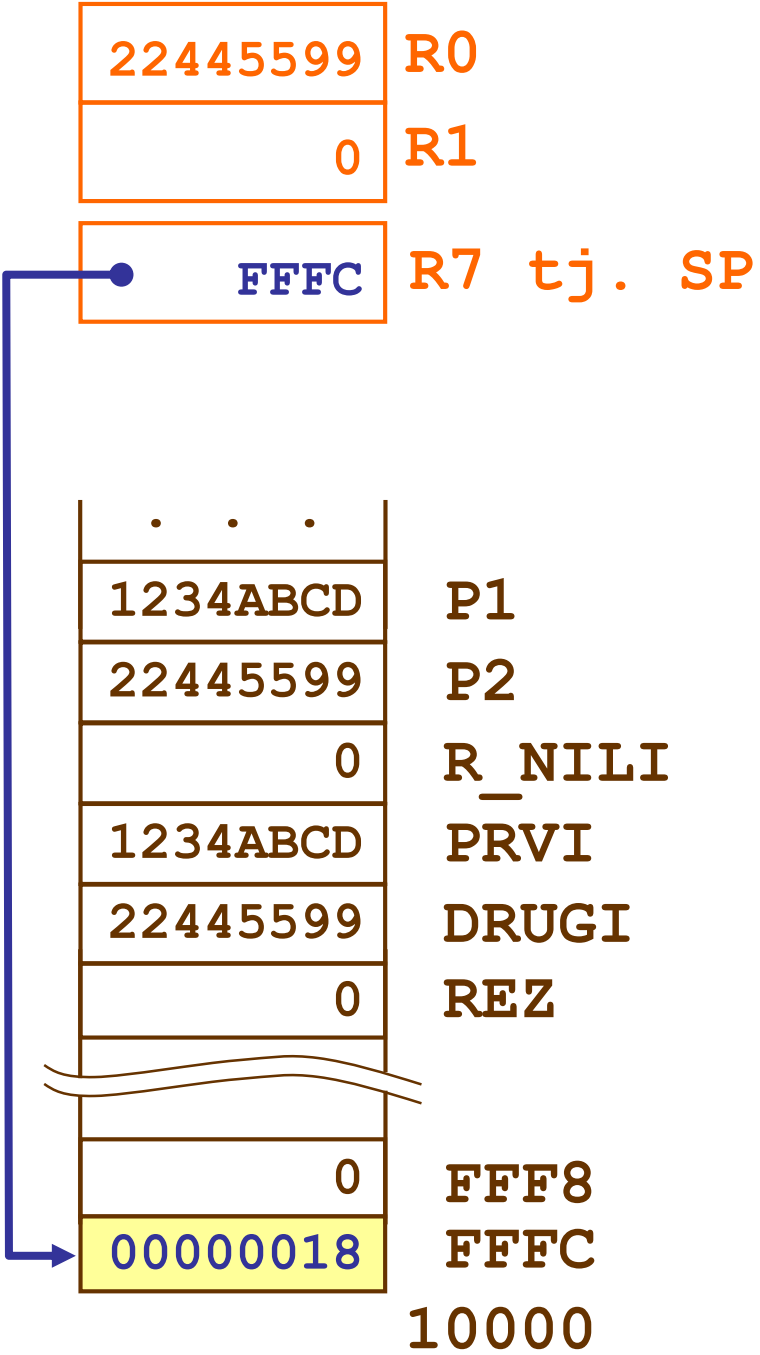 22445599 R0
0 R1
FFFC R7 tj. SP
. . .
1234ABCD P1
22445599 P2
0 R_NILI
1234ABCD PRVI
22445599 DRUGI
0 REZ
0 FFF8
00000018 FFFC
10000